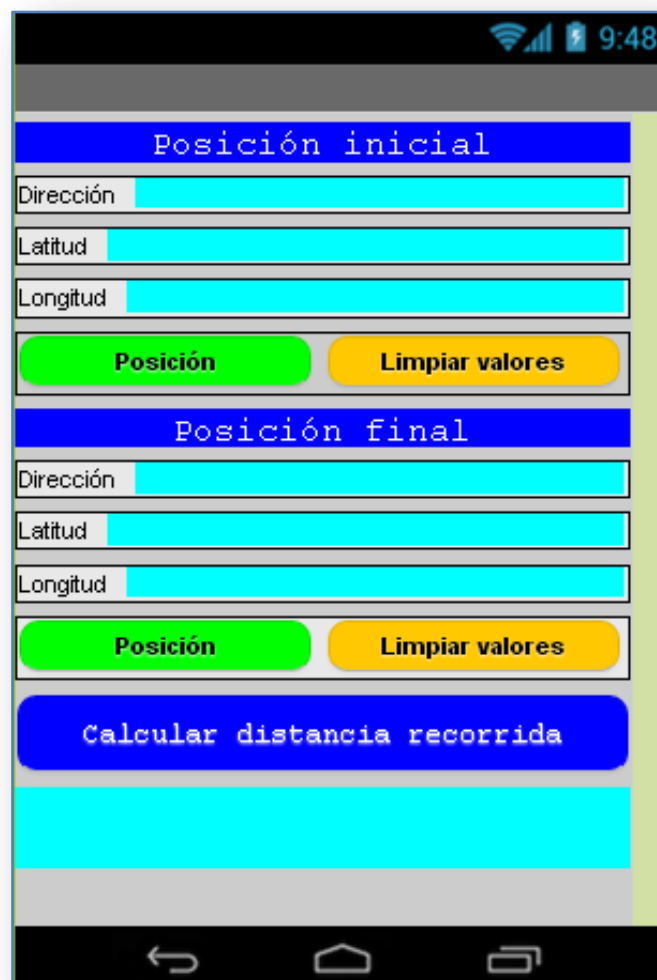 9:48
Posición inicial
Dirección
Latitud
Longitud
Posición Limpiar valores
Posición final
Dirección
Latitud
Longitud
Posición Limpiar valores
Calcular distancia recorrida